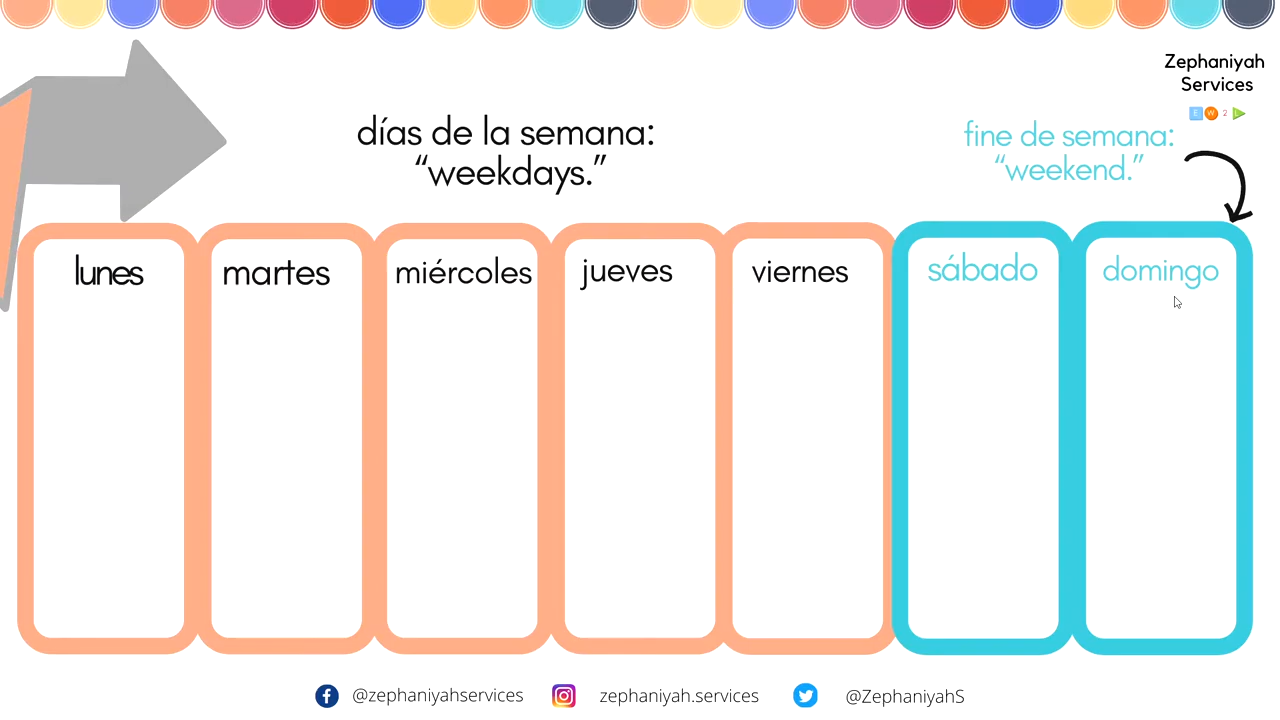 Zephaniyah
Services
E W 2 L
días de la semana:
“weekdays.”
fine de semana:
“weekend.”
lunes
martes
miércoles
jueves
viernes
sábado
domingo
@zephaniyahservices
zephaniyah.services
@ZephaniyahS